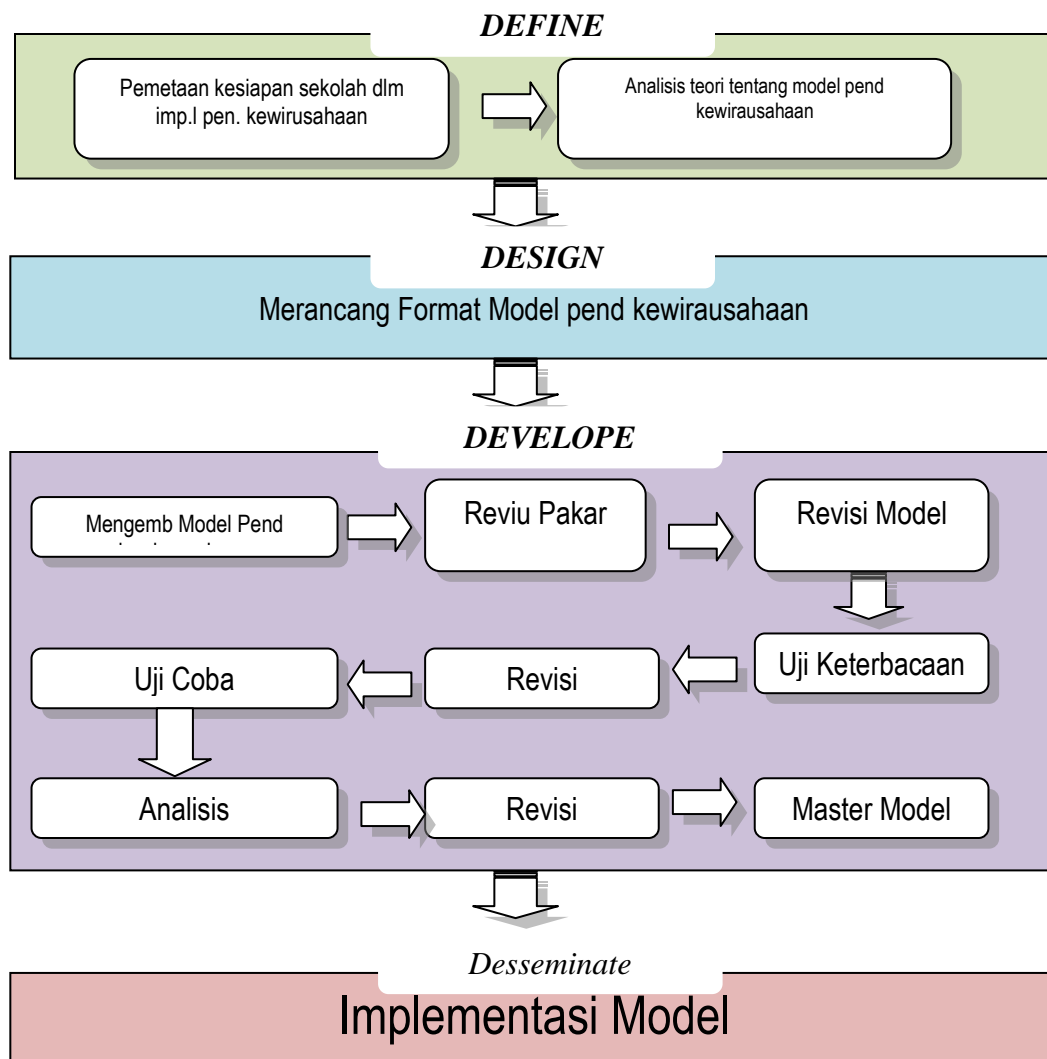 DEFINE
Pemetaan kesiapan sekolah dlm
imp.l pen. kewirusahaan
Analisis teori tentang model pend
kewirausahaan
DESIGN
Merancang Format Model pend kewirausahaan
DEVELOPE
Mengemb Model Pend
Reviu Pakar
Revisi Model
Uji Keterbacaan
Revisi
Uji Coba
Analisis
Revisi
Master Model
Desseminate
Implementasi Model